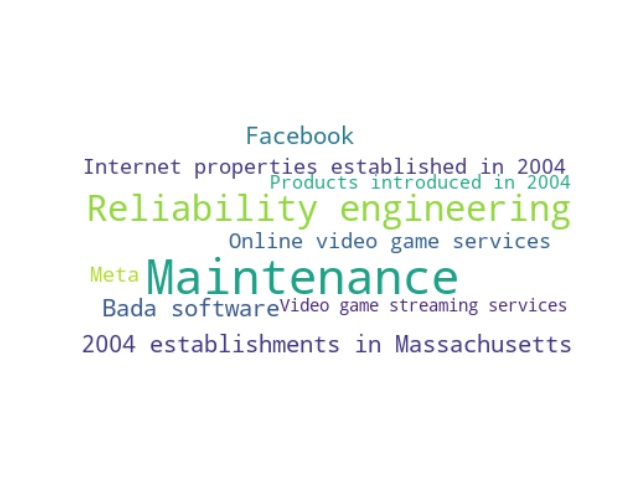 Facebook
Internet properties established in 2004
Products introduced in 2004
Reliability engineering
Online video game services
Meta
Maintenance
Bada software
Video game streaming services
2004 establishments in Massachusetts